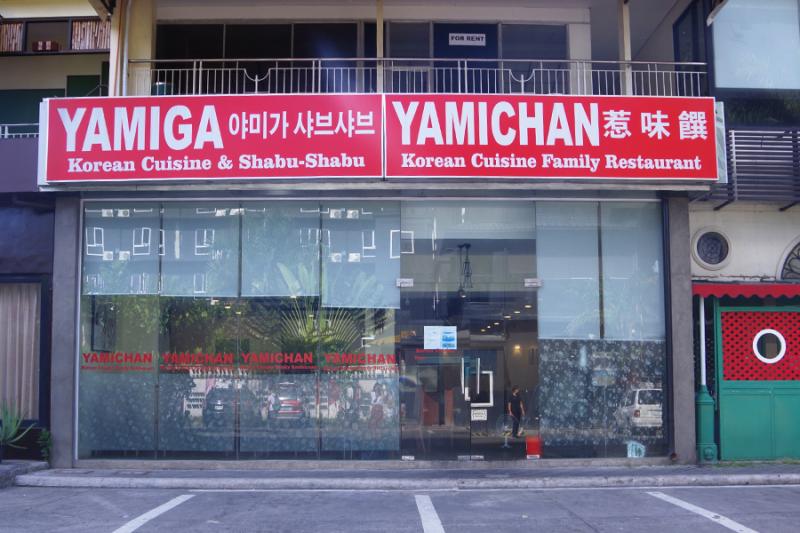 FOR RENT
YAMIGA 야미가 샤브샤브
Korean Cuisine & Shabu-Shabu
YAMICHAN 惹味饌
Korean Cuisine Family Restaurant
YAMICHAN YAMICHAN YAMICHAN YAMICHAN